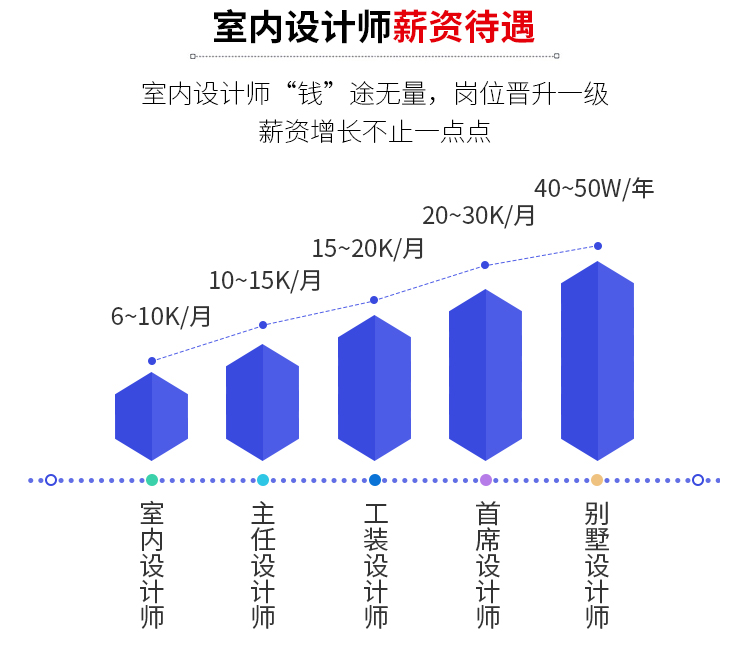 室内设计师薪资待遇
室内设计师“钱”途无量，岗位晋升一级
薪资增长不止一点点
40~50W/年
20~30K/月
15~20K/月
10~15K/月
6~10K/月
室内设计师
主任设计师
工装设计师
首席设计师
别墅设计师